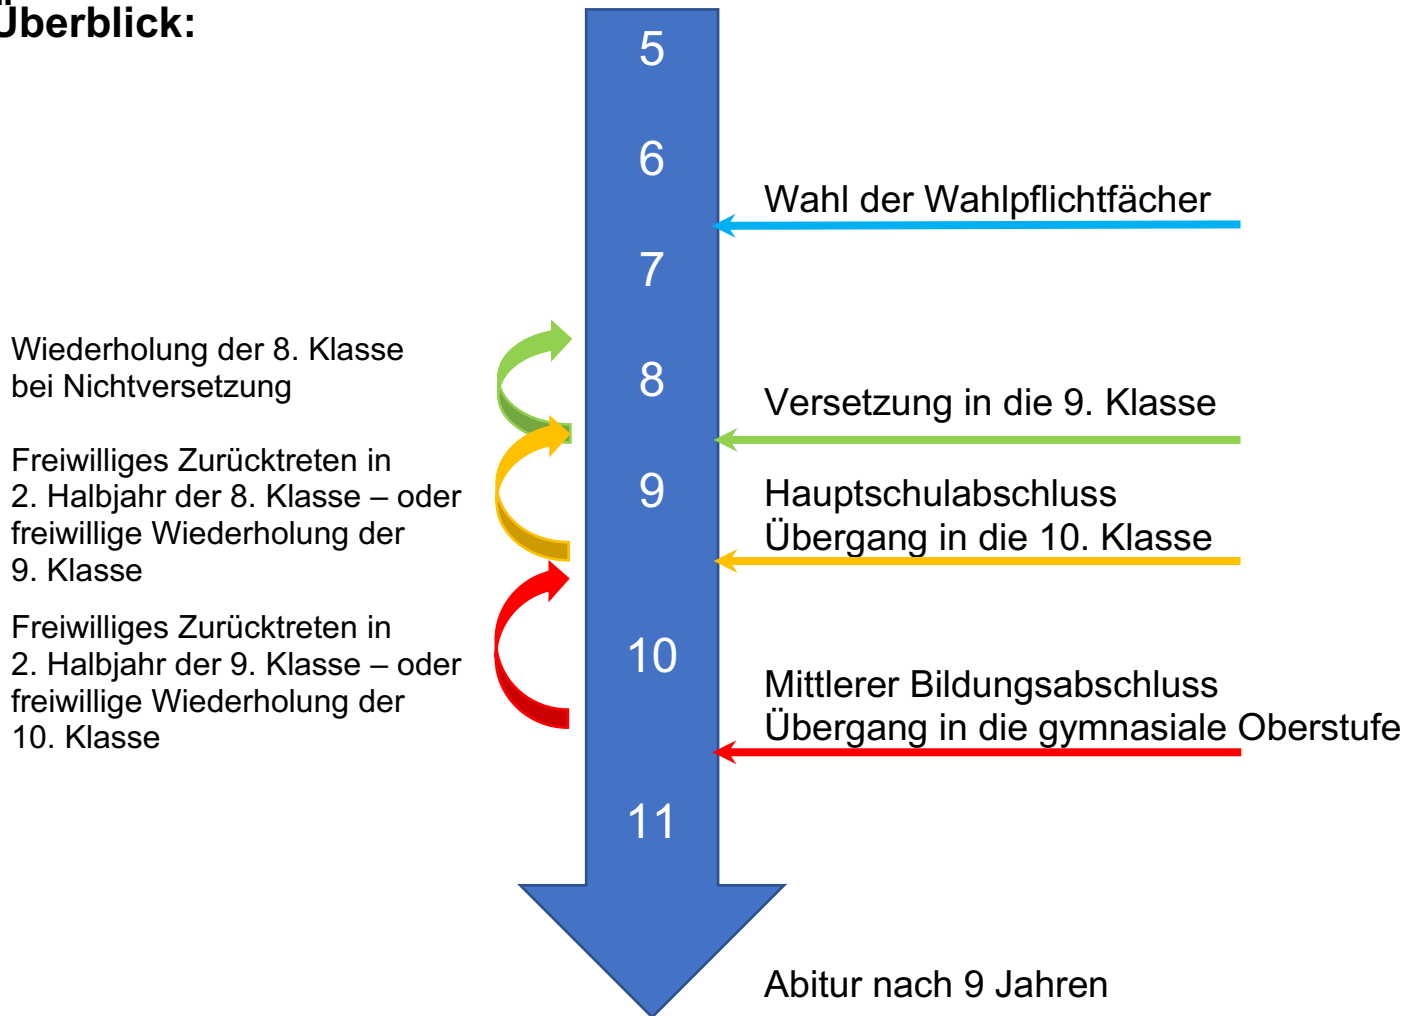 Überblick:
5
6
Wahl der Wahlpflichtfächer
7
Wiederholung der 8. Klasse
bei Nichtversetzung
8
Versetzung in die 9. Klasse
Freiwilliges Zurücktreten in
2. Halbjahr der 8. Klasse – oder
freiwillige Wiederholung der
9. Klasse
9
Hauptschulabschluss
Übergang in die 10. Klasse
Freiwilliges Zurücktreten in
2. Halbjahr der 9. Klasse – oder
freiwillige Wiederholung der
10. Klasse
10
Mittlerer Bildungsabschluss
Übergang in die gymnasiale Oberstufe
11
Abitur nach 9 Jahren